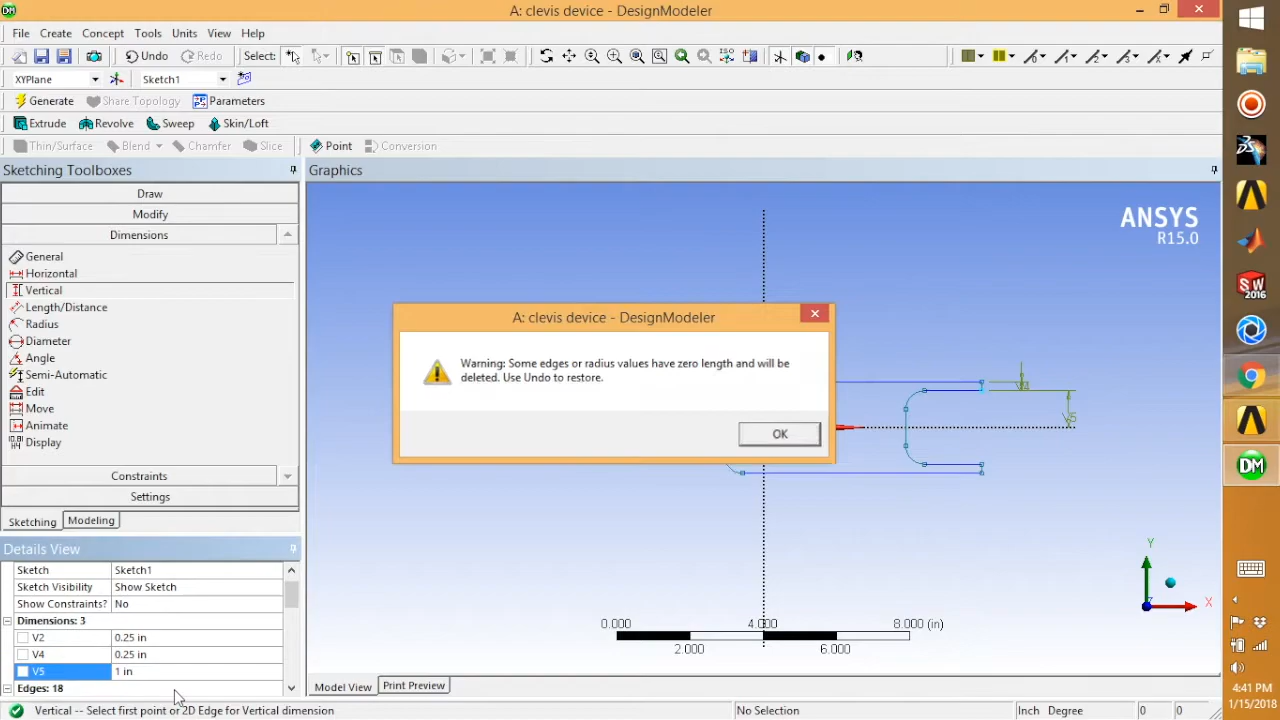 A: clevis device - DesignModeler
File Create Concept Tools Units View Help
Undo Redo Select:
XYPlane Sketch1
Generate Share Topology Parameters
Extrude Revolve Sweep Skin/Loft
Thin/Surface Blend Chamfer Slice Point Conversion
Sketching Toolboxes
Draw
Modify
Dimensions
General
Horizontal
Vertical
Length/Distance
Radius
Diameter
Angle
Semi-Automatic
Edit
Move
Animate
Display
Constraints
Settings
Sketching Modeling
Details View
Sketch Sketch1
Sketch Visibility Show Sketch
Show Constraints? No
Dimensions: 3
V2 0.25 in
V4 0.25 in
V5 1 in
Edges: 18
Graphics
ANSYS
R15.0
A: clevis device - DesignModeler
Warning: Some edges or radius values have zero length and will be
deleted. Use Undo to restore.
OK
V5
Y
X
0.000 4.000 8.000 (in)
2.000 6.000
Model View Print Preview
Vertical -- Select first point or 2D Edge for Vertical dimension No Selection Inch Degree 0 0
DM
SW
2016
DM
4:41 PM
1/15/2018